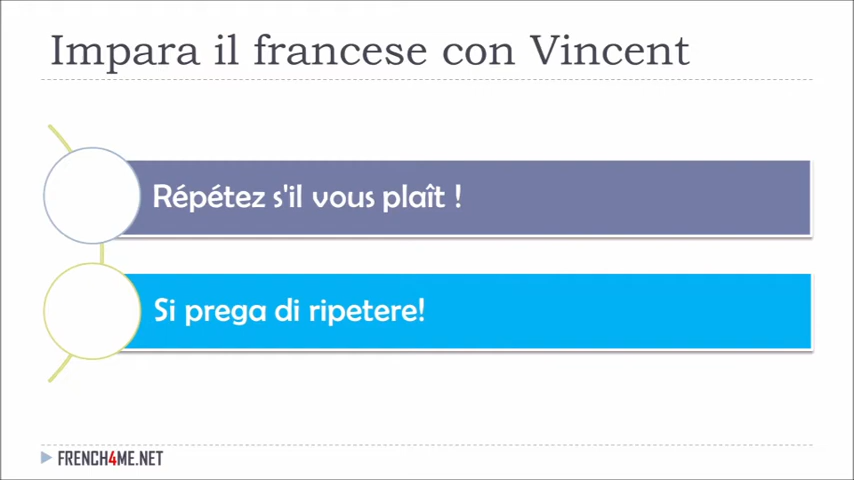 Impara il francese con Vincent
Répétez s'il vous plaît !
Si prega di ripetere!
FRENCH4ME.NET